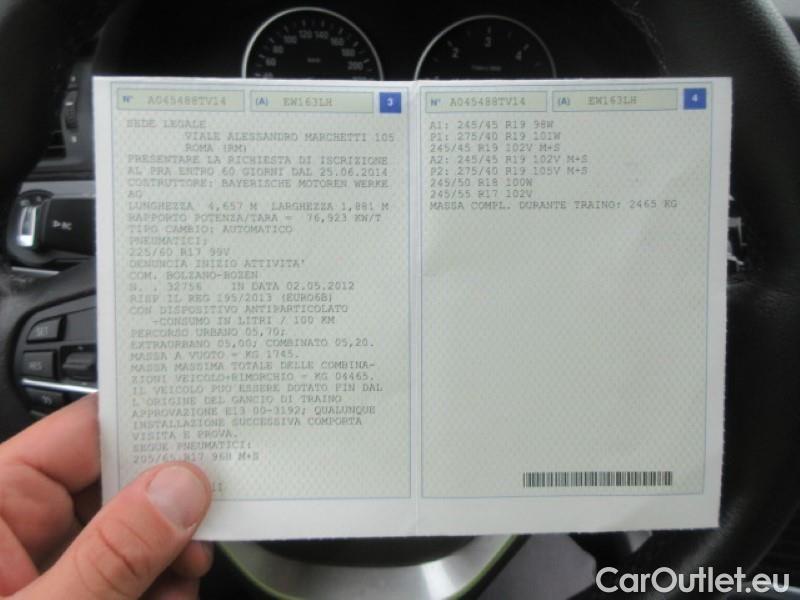 N° A045488TV14 (A) EW163LH 3
SEDE LEGALE
VIALE ALESSANDRO MARCHETTI 105
ROMA (RM)
PRESENTARE LA RICHIESTA DI ISCRIZIONE
AL PRA ENTRO 60 GIORNI DAL 25.06.2014
COSTRUTTORE: BAYERISCHE MOTOREN WERKE
AG
LUNGHEZZA 4,657 M LARGHEZZA 1,881 M
RAPPORTO POTENZA/TARA = 76,923 KW/T
TIPO CAMBIO: AUTOMATICO
PNEUMATICI:
225/60 R17 99V
DENUNCIA INIZIO ATTIVITA'
COM. BOLZANO-BOZEN
N. . 32756 IN DATA 02.05.2012
RISP IL REG 195/2013 (EURO6B)
CON DISPOSITIVO ANTIPARTICOLATO
-CONSUMO IN LITRI / 100 KM
PERCORSO URBANO 05,70;
EXTRAURBANO 05,00; COMBINATO 05,20.
MASSA A VUOTO = KG 1745.
MASSA MASSIMA TOTALE DELLE COMBINA-
ZIONI VEICOLO+RIMORCHIO = KG 04465.
IL VEICOLO PUO' ESSERE DOTATO FIN DAL
L'ORIGINE DEL GANCIO DI TRAINO
APPROVAZIONE E13 00-3192; QUALUNQUE
INSTALLAZIONE SUCCESSIVA COMPORTA
VISITA E PROVA.
SEGUE PNEUMATICI:
205/65 R17 96H M+S
N° A045488TV14 (A) EW163LH 4
A1: 245/45 R19 98W
P1: 275/40 R19 101W
245/45 R19 102V M+S
A2: 245/45 R19 102V M+S
P2: 275/40 R19 105V M+S
245/50 R18 100W
245/55 R17 102V
MASSA COMPL. DURANTE TRAINO: 2465 KG
SET
RES
CarOutlet.eu